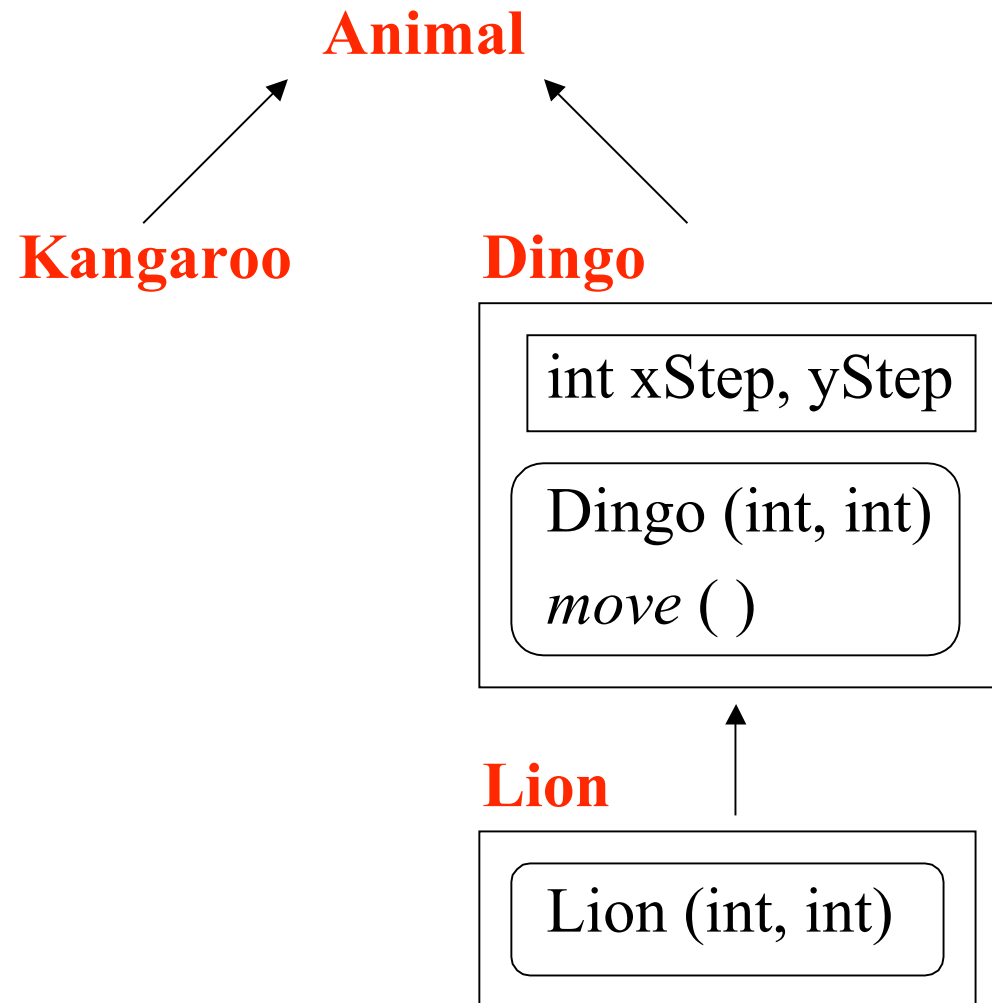 Animal
Kangaroo
Dingo
int xStep, yStep
Dingo (int, int)
move ( )
Lion
Lion (int, int)